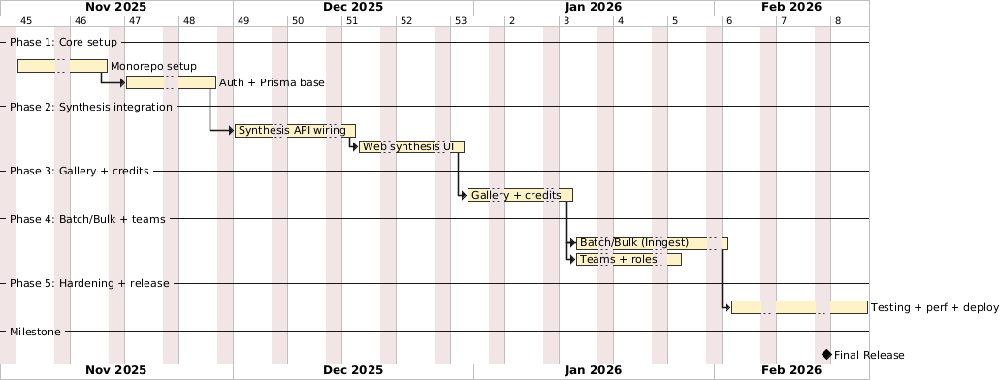 Nov 2025 Dec 2025 Jan 2026 Feb 2026
45 46 47 48 49 50 51 52 53 2 3 4 5 6 7 8
Phase 1: Core setup
Monorepo setup
Auth + Prisma base
Phase 2: Synthesis integration
Synthesis API wiring
Web synthesis UI
Phase 3: Gallery + credits
Gallery + credits
Phase 4: Batch/Bulk + teams
Batch/Bulk (Inngest)
Teams + roles
Phase 5: Hardening + release
Testing + perf + deploy
Milestone
Final Release
Nov 2025 Dec 2025 Jan 2026 Feb 2026